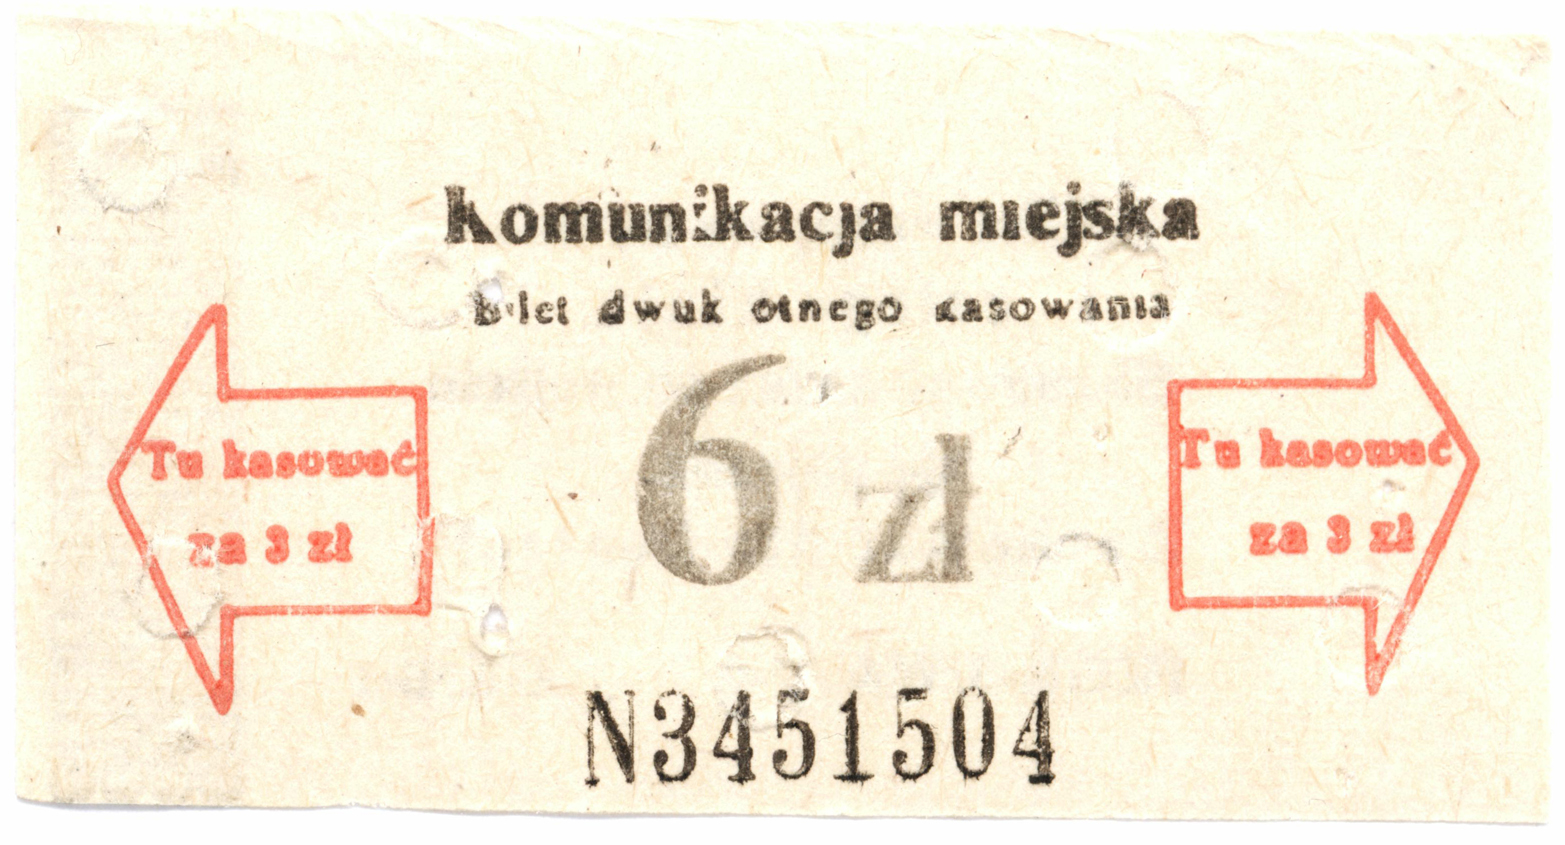 Komunikacja miejska
bilet dwukrotnego kasowania
6 zł
Tu kasować
za 3 zł
Tu kasować
za 3 zł
N3451504